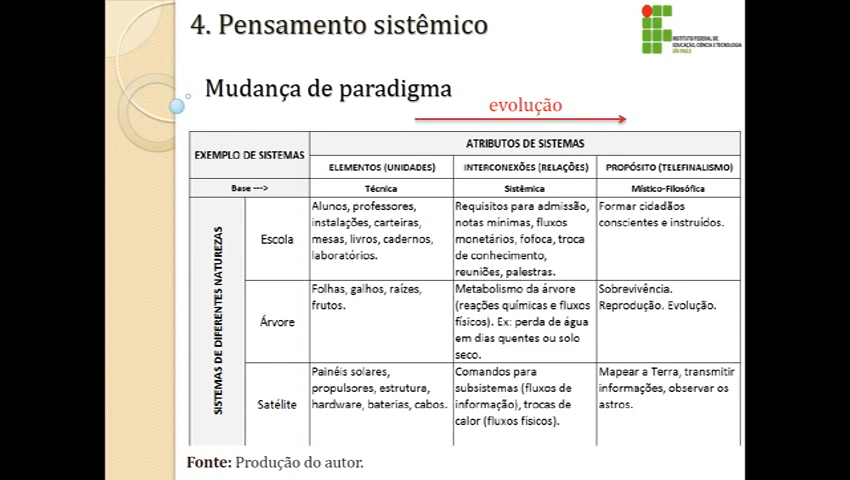 4. Pensamento sistêmico
INSTITUTO FEDERAL DE
EDUCAÇÃO, CIÊNCIA E TECNOLOGIA
SÃO PAULO
Mudança de paradigma
evolução
EXEMPLO DE SISTEMAS
ATRIBUTOS DE SISTEMAS
ELEMENTOS (UNIDADES)
INTERCONEXÕES (RELAÇÕES)
PROPÓSITO (TELEFINALISMO)
Base --->
Técnica
Sistêmica
Místico-Filosófica
SISTEMAS DE DIFERENTES NATUREZAS
Escola
Alunos, professores,
instalações, carteiras,
mesas, livros, cadernos,
laboratórios.
Requisitos para admissão,
notas mínimas, fluxos
monetários, fofoca, troca
de conhecimento,
reuniões, palestras.
Formar cidadãos
conscientes e instruídos.
Árvore
Folhas, galhos, raízes,
frutos.
Metabolismo da árvore
(reações químicas e fluxos
físicos). Ex: perda de água
em dias quentes ou solo
seco.
Sobrevivência.
Reprodução. Evolução.
Satélite
Painéis solares,
propulsores, estrutura,
hardware, baterias, cabos.
Comandos para
subsistemas (fluxos de
informação), trocas de
calor (fluxos físicos).
Mapear a Terra, transmitir
informações, observar os
astros.
Fonte: Produção do autor.